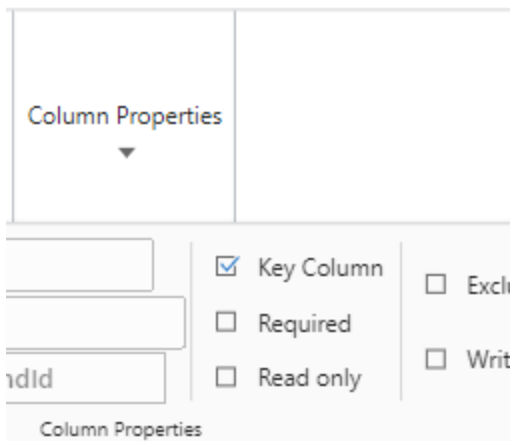 Column Properties
Key Column
Required
Read only
ndId
Column Properties